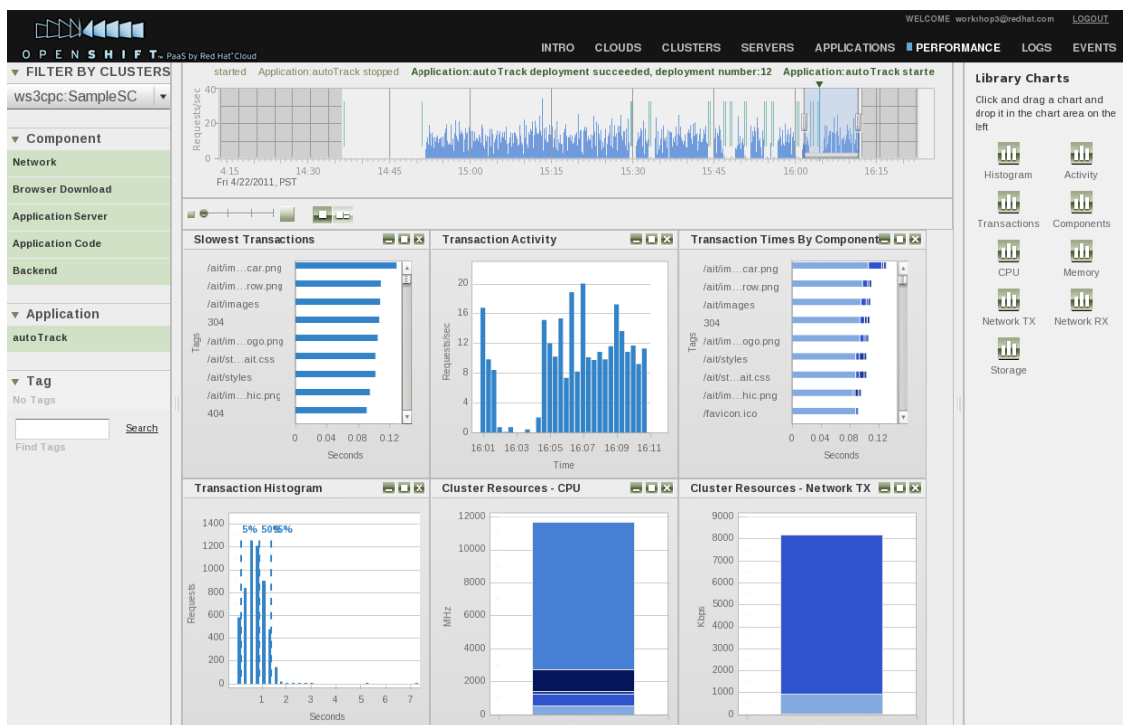 WELCOME workshop3@redhat.com LOGOUT
OPENSHIFT™ PaaS by Red Hat® Cloud
INTRO CLOUDS CLUSTERS SERVERS APPLICATIONS PERFORMANCE LOGS EVENTS
FILTER BY CLUSTERS
ws3cpc:SampleSC
Component
Network
Browser Download
Application Server
Application Code
Backend
Application
autoTrack
Tag
No Tags
Search
Find Tags
started Application:autoTrack stopped Application:autoTrack deployment succeeded, deployment number:12 Application:autoTrack starte
Requests/sec
40
20
0
4:15 14:30 14:45 15:00 15:15 15:30 15:45 16:00 16:15
Fri 4/22/2011, PST
Slowest Transactions
Tags
/ait/im...car.png
/ait/im...row.png
/ait/images
304
/ait/im...ogo.png
/ait/st...ait.css
/ait/styles
/ait/im...hic.png
404
0 0.04 0.08 0.12
Seconds
Transaction Activity
Requests/sec
20
16
12
8
4
0
16:01 16:03 16:05 16:07 16:09 16:11
Time
Transaction Times By Component
Tags
/ait/im...car.png
/ait/im...row.png
/ait/images
304
/ait/im...ogo.png
/ait/styles
/ait/st...ait.css
/ait/im...hic.png
/favicon.ico
0 0.04 0.08 0.12
Seconds
Transaction Histogram
Requests
1400
1200
1000
800
600
400
200
0
5% 50% 5%
1 2 3 4 5 6 7
Seconds
Cluster Resources - CPU
MHz
12000
10000
8000
6000
4000
2000
0
Cluster Resources - Network TX
Kbps
9000
8000
7000
6000
5000
4000
3000
2000
1000
0
Library Charts
Click and drag a chart and
drop it in the chart area on the
left
Histogram Activity
Transactions Components
CPU Memory
Network TX Network RX
Storage